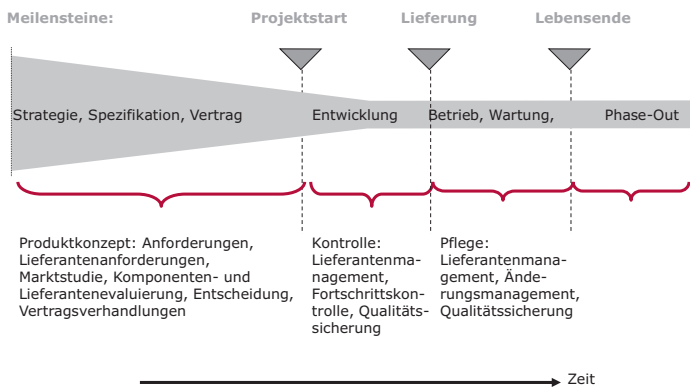 Meilensteine: Projektstart Lieferung Lebensende
Strategie, Spezifikation, Vertrag Entwicklung Betrieb, Wartung, Phase-Out
Produktkonzept: Anforderungen,
Lieferantenanforderungen,
Marktstudie, Komponenten- und
Lieferantenevaluierung, Entscheidung,
Vertragsverhandlungen
Kontrolle:
Lieferantenma-
nagement,
Fortschrittskon-
trolle, Qualitäts-
sicherung
Pflege:
Lieferantenmana-
gement, Ände-
rungsmanagement,
Qualitätssicherung
Zeit